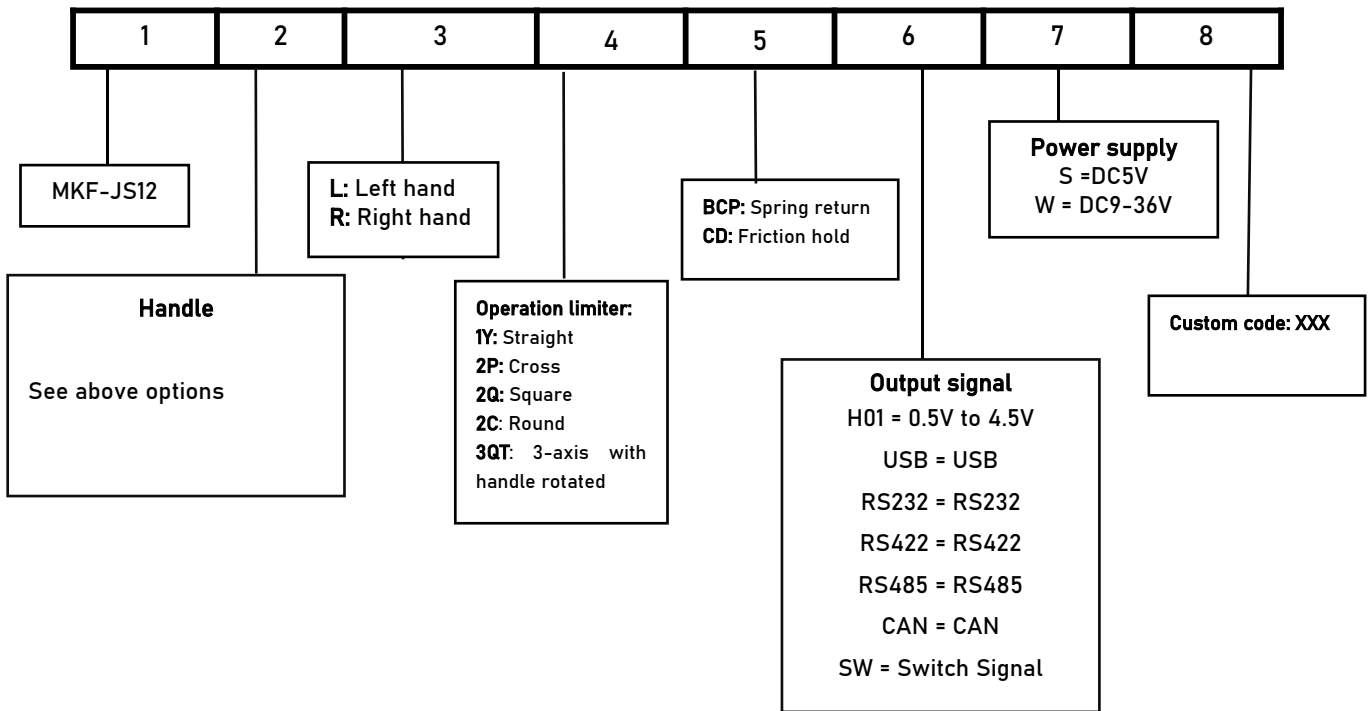 1 2 3 4 5 6 7 8
MKF-JS12
Handle
See above options
L: Left hand
R: Right hand
Operation limiter:
1Y: Straight
2P: Cross
2Q: Square
2C: Round
3QT: 3-axis with
handle rotated
BCP: Spring return
CD: Friction hold
Output signal
H01 = 0.5V to 4.5V
USB = USB
RS232 = RS232
RS422 = RS422
RS485 = RS485
CAN = CAN
SW = Switch Signal
Power supply
S =DC5V
W = DC9-36V
Custom code: XXX